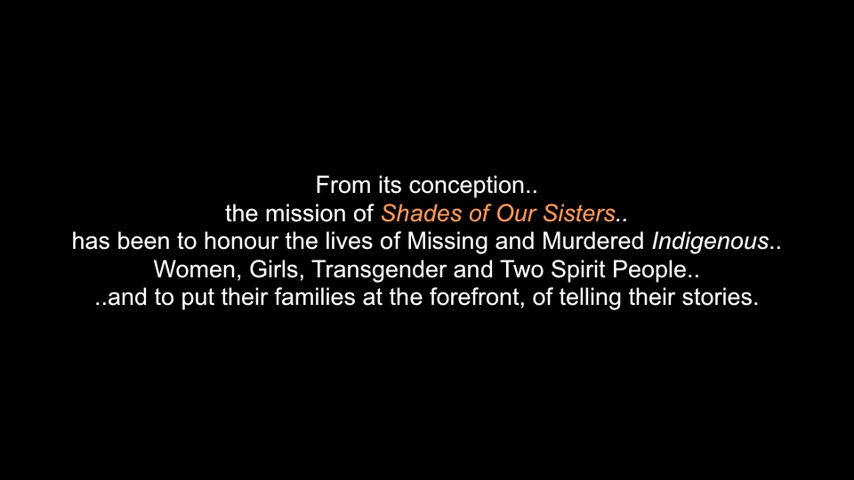 From its conception..
the mission of Shades of Our Sisters..
has been to honour the lives of Missing and Murdered Indigenous..
Women, Girls, Transgender and Two Spirit People..
..and to put their families at the forefront, of telling their stories.